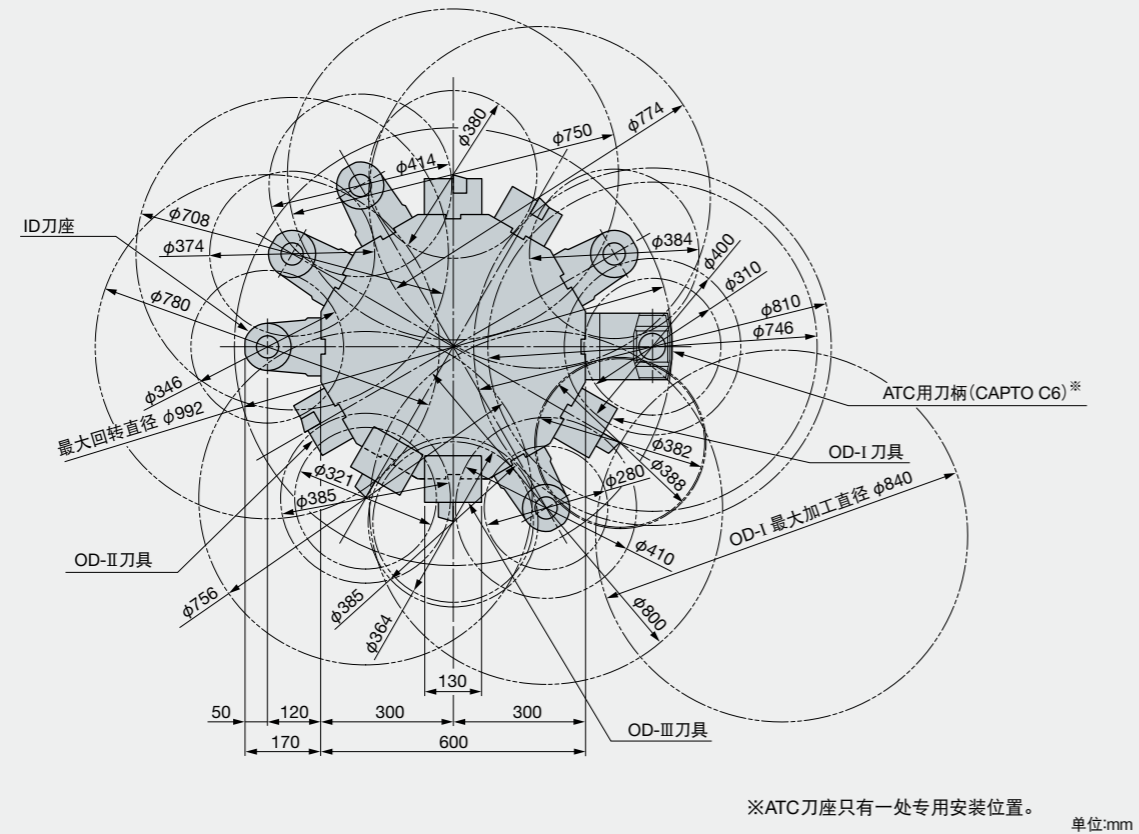 φ774
φ380
φ750
φ414
φ708
ID刀座
φ374
φ384
φ400
φ310
φ780
φ810
φ746
φ346
ATC用刀柄(CAPTO C6)※
最大回转直径 φ992
OD-Ⅰ刀具
φ382
φ388
φ321
φ280
φ385
OD-Ⅰ 最大加工直径 φ840
φ410
OD-Ⅱ刀具
φ756
φ385
φ364
φ800
130
50
120
300
300
OD-Ⅲ刀具
170
600
※ATC刀座只有一处专用安装位置。
单位:mm